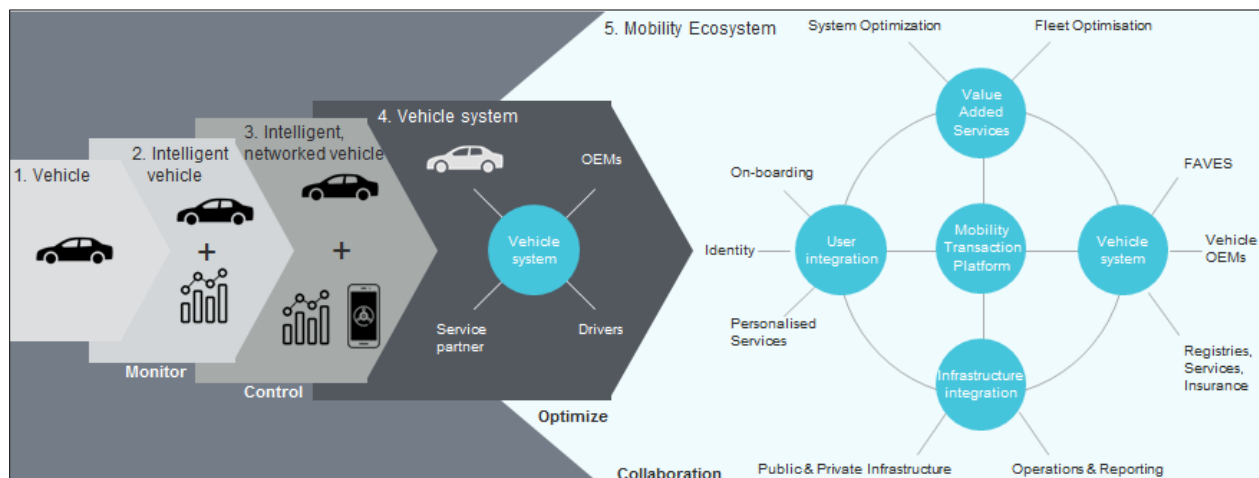 1. Vehicle
2. Intelligent
vehicle
+
Monitor
3. Intelligent,
networked vehicle
+
Control
4. Vehicle system
OEMs
Vehicle
system
Service
partner
Drivers
Optimize
5. Mobility Ecosystem
System Optimization
Fleet Optimisation
Value
Added
Services
On-boarding
Identity
Personalised
Services
User
integration
Mobility
Transaction
Platform
Vehicle
system
FAVES
Vehicle
OEMs
Registries,
Services,
Insurance
Infrastructure
integration
Public & Private Infrastructure
Operations & Reporting
Collaboration